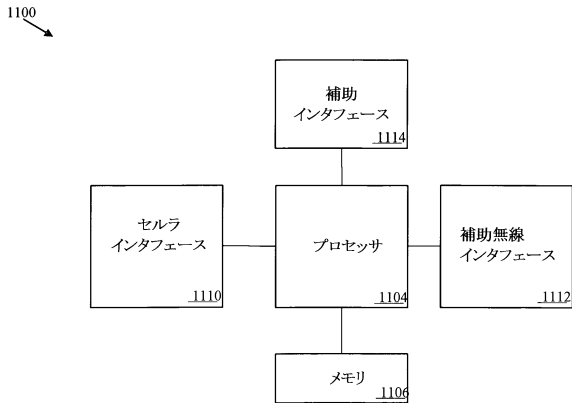 1100
補助
インタフェース
1114
セルラ
インタフェース
1110
プロセッサ
1104
補助無線
インタフェース
1112
メモリ
1106